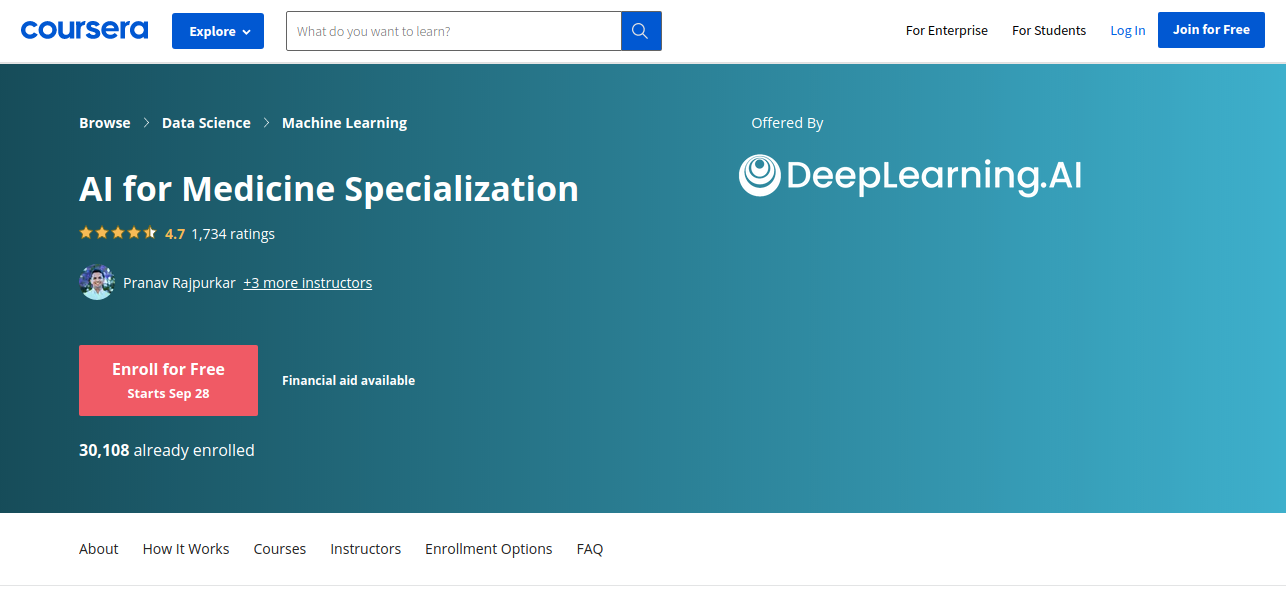 coursera
Explore
What do you want to learn?
For Enterprise
For Students
Log In
Join for Free
Browse > Data Science > Machine Learning
Offered By
DeepLearning.AI
AI for Medicine Specialization
4.7 1,734 ratings
Pranav Rajpurkar +3 more instructors
Enroll for Free
Starts Sep 28
Financial aid available
30,108 already enrolled
About
How It Works
Courses
Instructors
Enrollment Options
FAQ